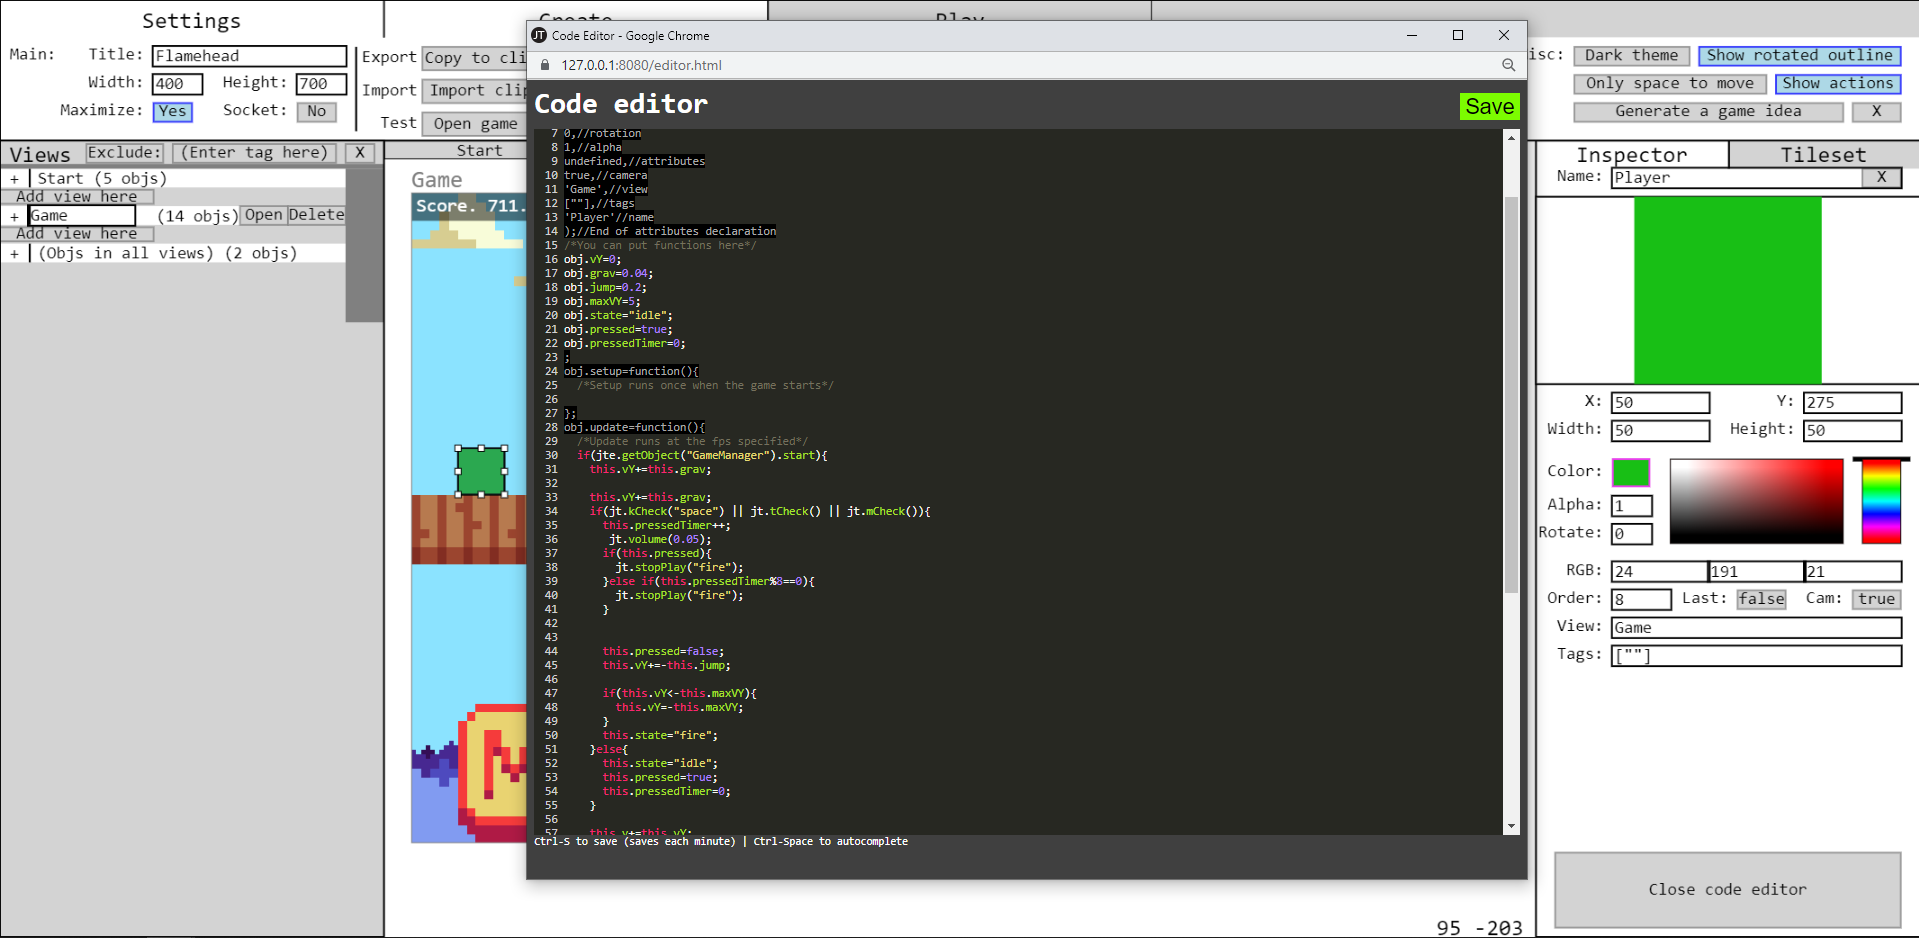 Settings
Create
Play
Main: Title: Flamehead
Width: 400 Height: 700
Maximize: Yes Socket: No
Export Copy to cli
Import Import clip
Test Open game
isc: Dark theme Show rotated outline
Only space to move Show actions
Generate a game idea X
Views Exclude: (Enter tag here) X
+ Start (5 objs)
Add view here
+ Game (14 objs) Open Delete
Add view here
+ (Objs in all views) (2 objs)
Start
Game
Score. 711.
JT Code Editor - Google Chrome
127.0.0.1:8080/editor.html
Code editor
Save
7 0,//rotation
8 1,//alpha
9 undefined,//attributes
10 true,//camera
11 'Game',//view
12 [""],//tags
13 'Player'//name
14 );//End of attributes declaration
15 /*You can put functions here*/
16 obj.vY=0;
17 obj.grav=0.04;
18 obj.jump=0.2;
19 obj.maxVY=5;
20 obj.state="idle";
21 obj.pressed=true;
22 obj.pressedTimer=0;
23 ;
24 obj.setup=function(){
25 /*Setup runs once when the game starts*/
26
27 };
28 obj.update=function(){
29 /*Update runs at the fps specified*/
30 if(jte.getObject("GameManager").start){
31 this.vY+=this.grav;
32
33 this.vY+=this.grav;
34 if(jt.kCheck("space") || jt.tCheck() || jt.mCheck()){
35 this.pressedTimer++;
36 jt.volume(0.05);
37 if(this.pressed){
38 jt.stopPlay("fire");
39 }else if(this.pressedTimer%8==0){
40 jt.stopPlay("fire");
41 }
42
43
44 this.pressed=false;
45 this.vY+=-this.jump;
46
47 if(this.vY<-this.maxVY){
48 this.vY=-this.maxVY;
49 }
50 this.state="fire";
51 }else{
52 this.state="idle";
53 this.pressed=true;
54 this.pressedTimer=0;
55 }
56
57 this.y+=this.vY;
Ctrl-S to save (saves each minute) | Ctrl-Space to autocomplete
95 -203
Inspector
Tileset
Name: Player X
X: 50 Y: 275
Width: 50 Height: 50
Color:
Alpha: 1
Rotate: 0
RGB: 24 191 21
Order: 8 Last: false Cam: true
View: Game
Tags: [""]
Close code editor